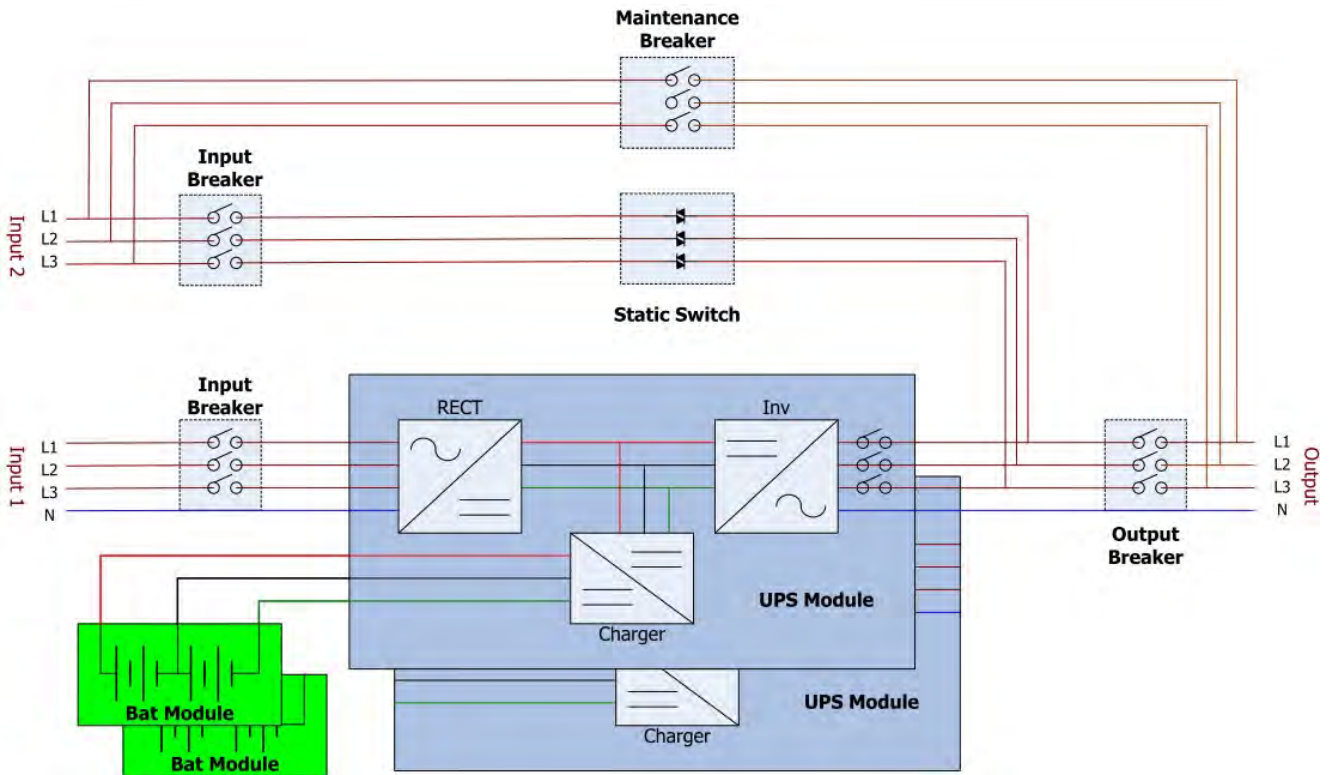 Maintenance
Breaker
Input
Breaker
Input 2
L1
L2
L3
Static Switch
Input
Breaker
Input 1
L1
L2
L3
N
RECT
Inv
L1
L2
L3
N
Output
Output
Breaker
Charger
UPS Module
Charger
UPS Module
Bat Module
Bat Module